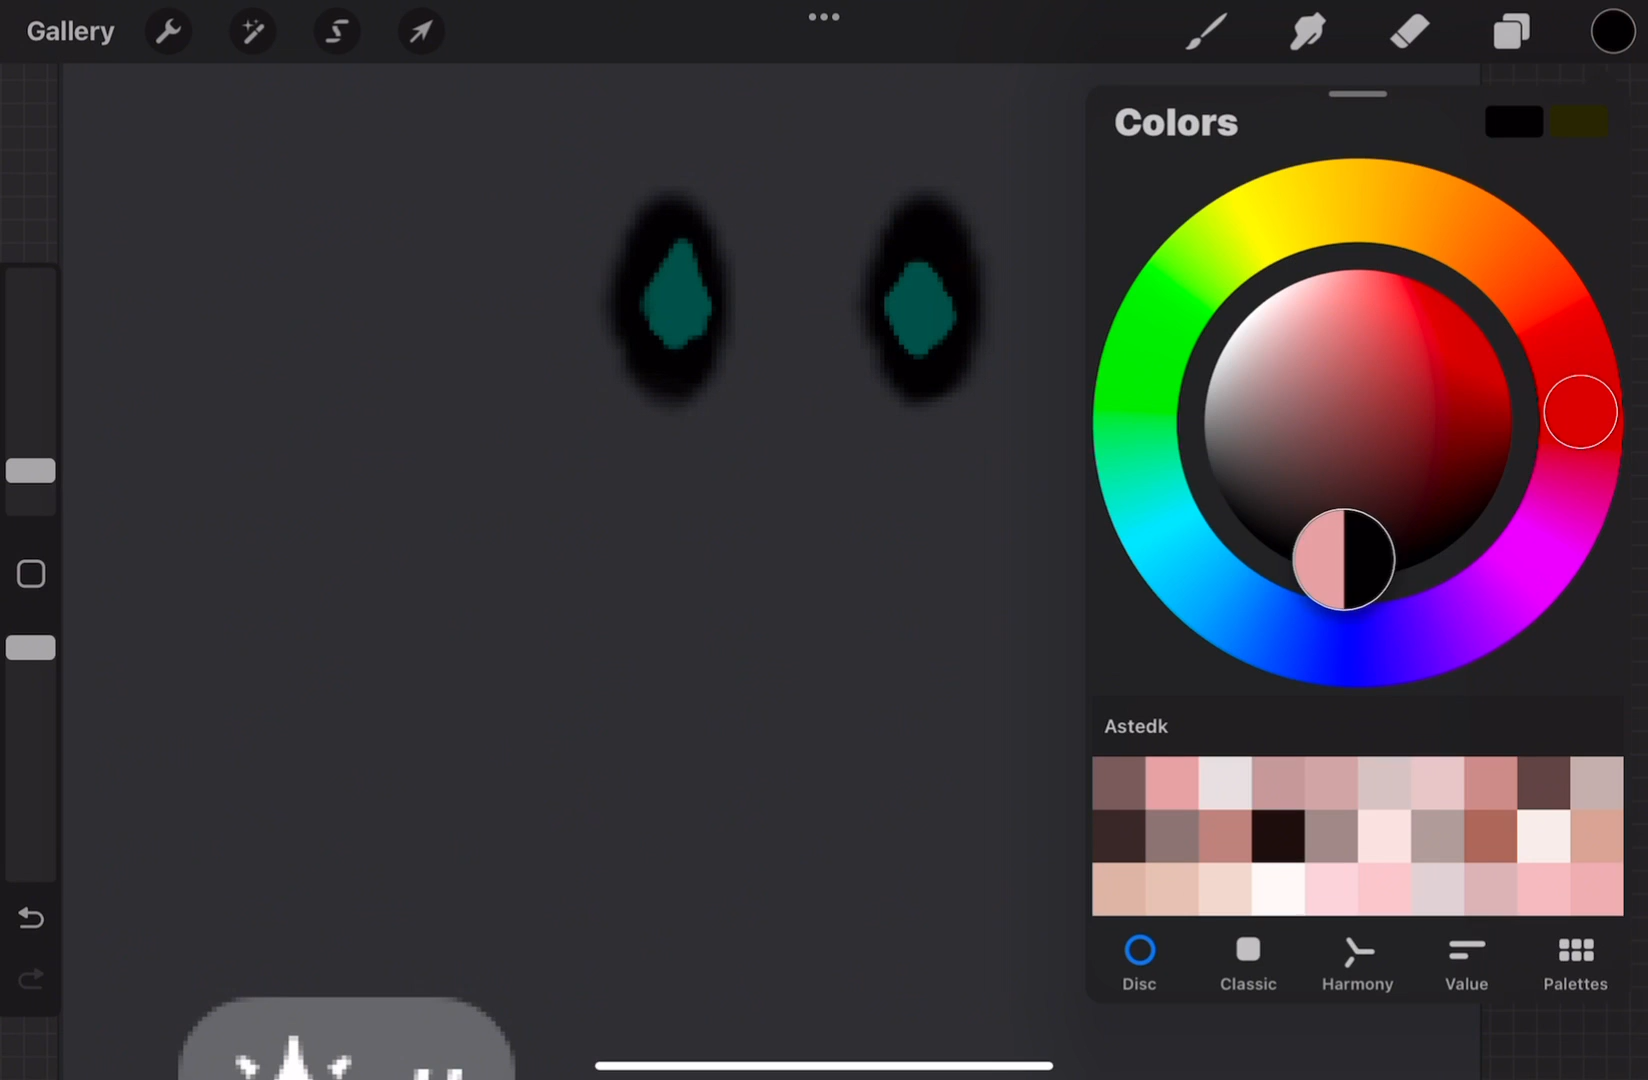 Gallery
Colors
Astedk
Disc
Classic
Harmony
Value
Palettes